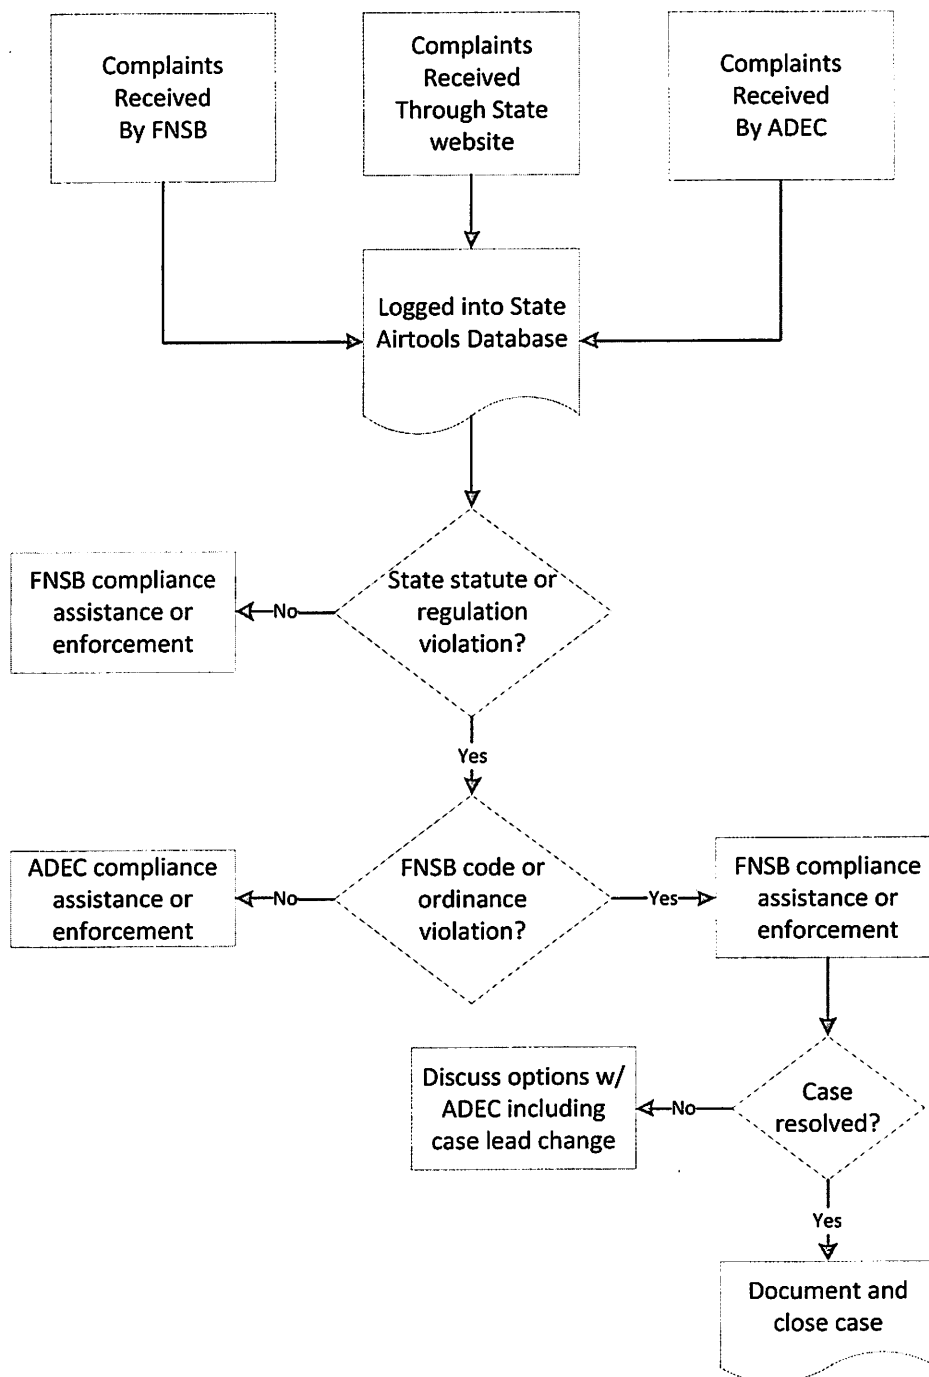 Complaints
Received
By FNSB
Complaints
Received
Through State
website
Complaints
Received
By ADEC
Logged into State
Airtools Database
State statute or
regulation
violation?
No
FNSB compliance
assistance or
enforcement
Yes
FNSB code or
ordinance
violation?
No
ADEC compliance
assistance or
enforcement
Yes
FNSB compliance
assistance or
enforcement
Case
resolved?
No
Discuss options w/
ADEC including
case lead change
Yes
Document and
close case